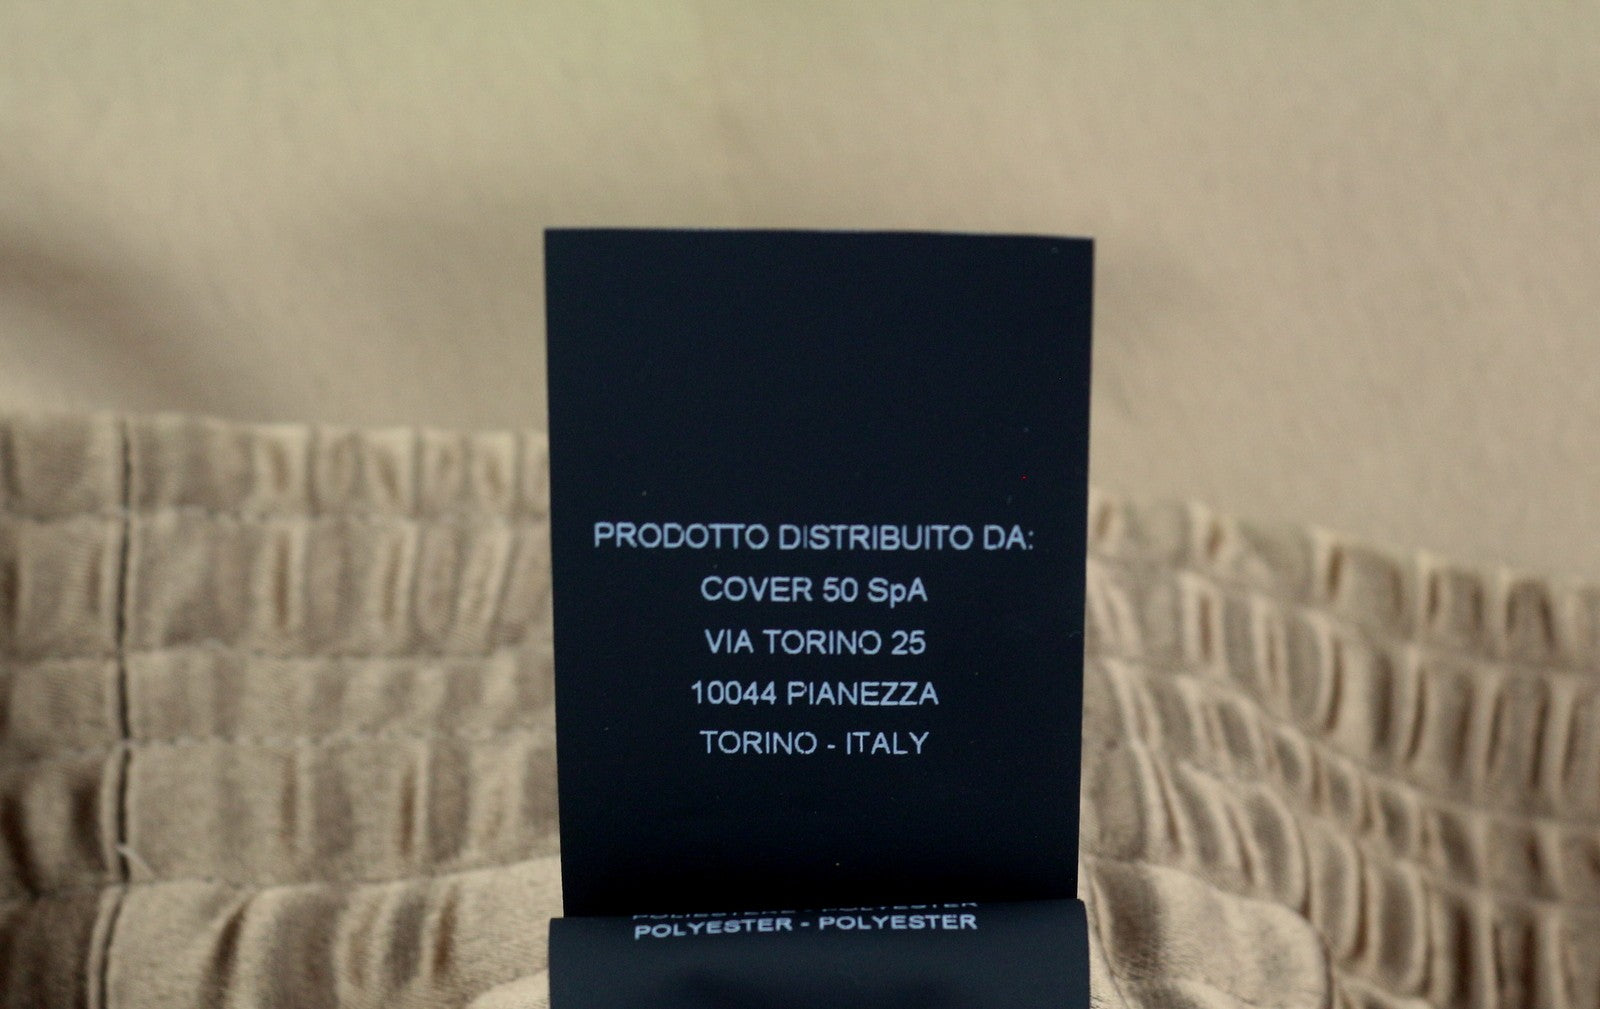 PRODOTTO DISTRIBUITO DA:
COVER 50 SpA
VIA TORINO 25
10044 PIANEZZA
TORINO - ITALY
POLYESTER - POLYESTER